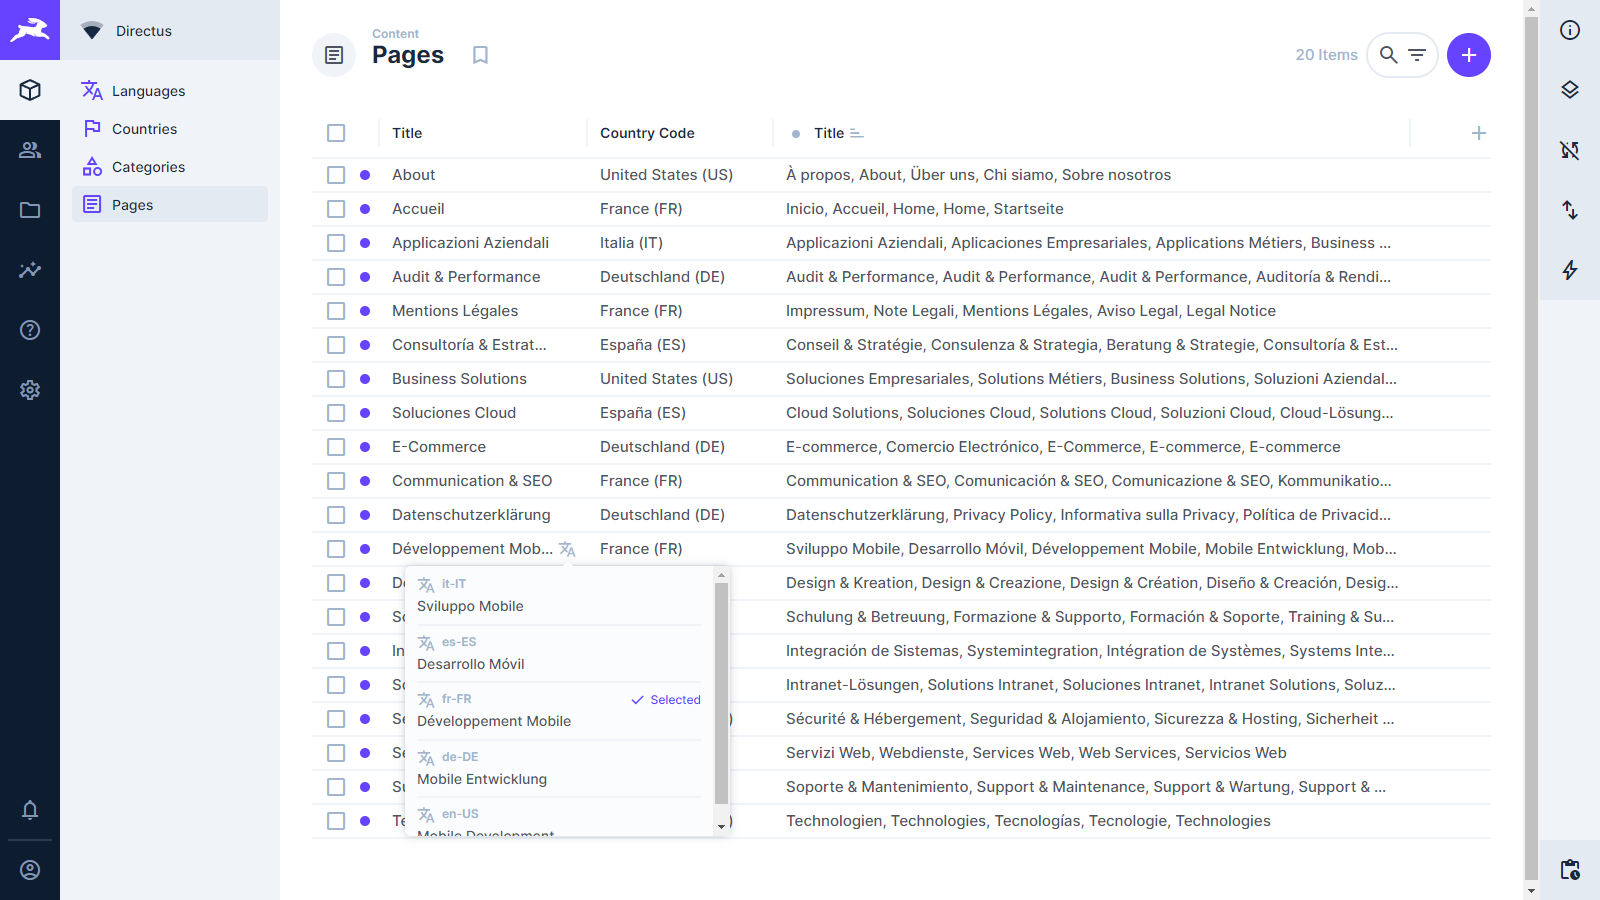 Directus
Languages
Countries
Categories
Pages
Content
Pages
20 Items
Title Country Code Title
About United States (US) À propos, About, Über uns, Chi siamo, Sobre nosotros
Accueil France (FR) Inicio, Accueil, Home, Home, Startseite
Applicazioni Aziendali Italia (IT) Applicazioni Aziendali, Aplicaciones Empresariales, Applications Métiers, Business ...
Audit & Performance Deutschland (DE) Audit & Performance, Audit & Performance, Audit & Performance, Auditoría & Rendi...
Mentions Légales France (FR) Impressum, Note Legali, Mentions Légales, Aviso Legal, Legal Notice
Consultoría & Estrat... España (ES) Conseil & Stratégie, Consulenza & Strategia, Beratung & Strategie, Consultoría & Est...
Business Solutions United States (US) Soluciones Empresariales, Solutions Métiers, Business Solutions, Soluzioni Aziendal...
Soluciones Cloud España (ES) Cloud Solutions, Soluciones Cloud, Solutions Cloud, Soluzioni Cloud, Cloud-Lösung...
E-Commerce Deutschland (DE) E-commerce, Comercio Electrónico, E-Commerce, E-commerce, E-commerce
Communication & SEO France (FR) Communication & SEO, Comunicación & SEO, Comunicazione & SEO, Kommunikatio...
Datenschutzerklärung Deutschland (DE) Datenschutzerklärung, Privacy Policy, Informativa sulla Privacy, Política de Privacid...
Développement Mob... France (FR) Sviluppo Mobile, Desarrollo Móvil, Développement Mobile, Mobile Entwicklung, Mob...
Design & Kreation, Design & Creazione, Design & Création, Diseño & Creación, Desig...
Schulung & Betreuung, Formazione & Supporto, Formación & Soporte, Training & Su...
Integración de Sistemas, Systemintegration, Intégration de Systèmes, Systems Inte...
Intranet-Lösungen, Solutions Intranet, Soluciones Intranet, Intranet Solutions, Soluz...
Sécurité & Hébergement, Seguridad & Alojamiento, Sicurezza & Hosting, Sicherheit ...
Servizi Web, Webdienste, Services Web, Web Services, Servicios Web
Soporte & Mantenimiento, Support & Maintenance, Support & Wartung, Support & ...
Technologien, Technologies, Tecnologías, Tecnologie, Technologies
it-IT
Sviluppo Mobile
es-ES
Desarrollo Móvil
fr-FR Selected
Développement Mobile
de-DE
Mobile Entwicklung
en-US
Mobile Development